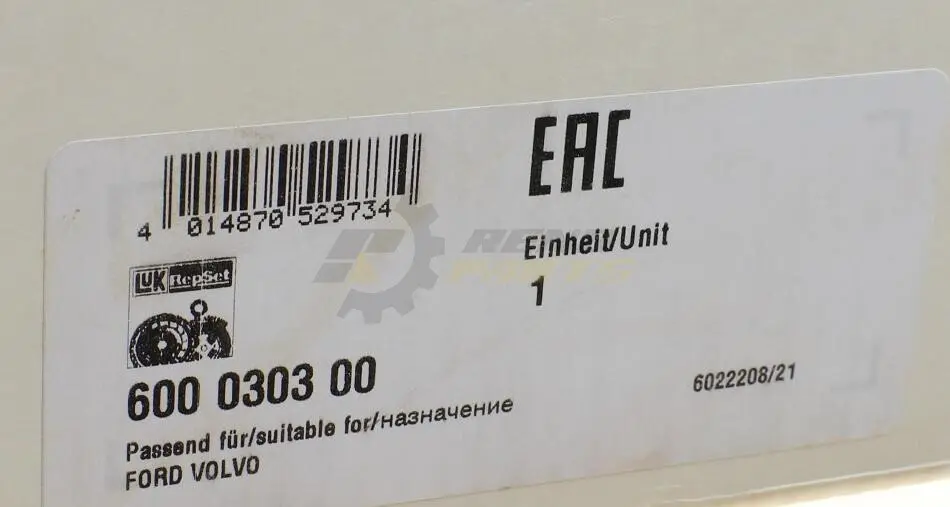 EAC
4 014870 529734
Einheit/Unit
1
LUK RepSet
600 0303 00
6022208/21
Passend für/suitable for/назначение
FORD VOLVO